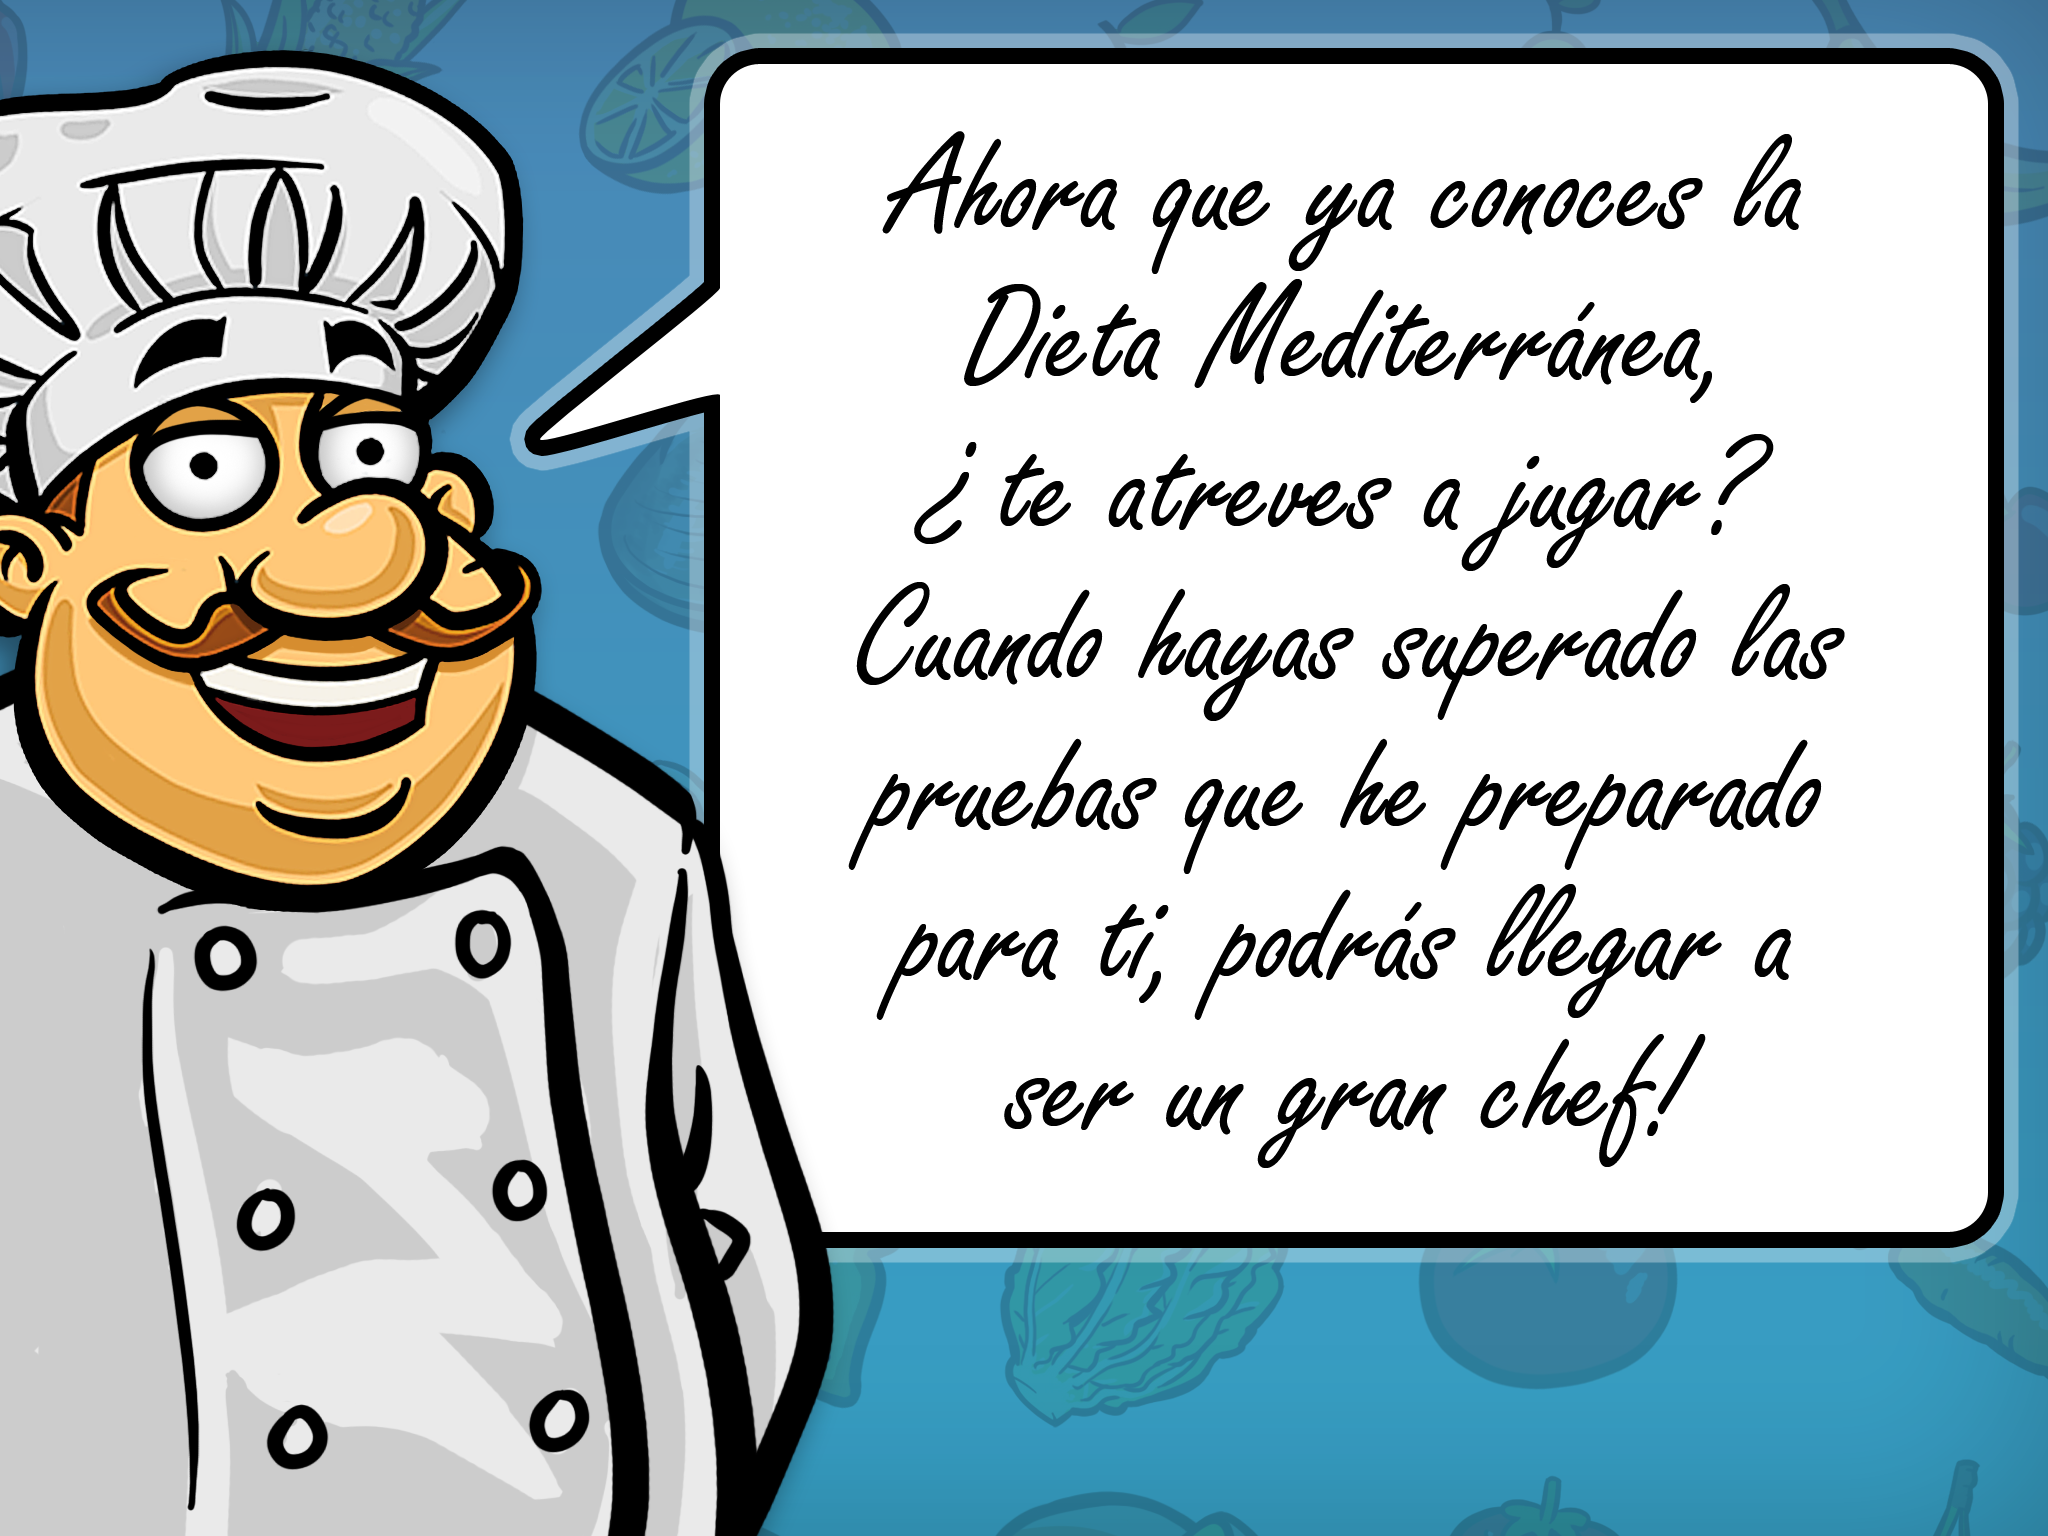 Ahora que ya conoces la
Dieta Mediterránea,
¿te atreves a jugar?
Cuando hayas superado las
pruebas que he preparado
para ti, podrás llegar a
ser un gran chef!